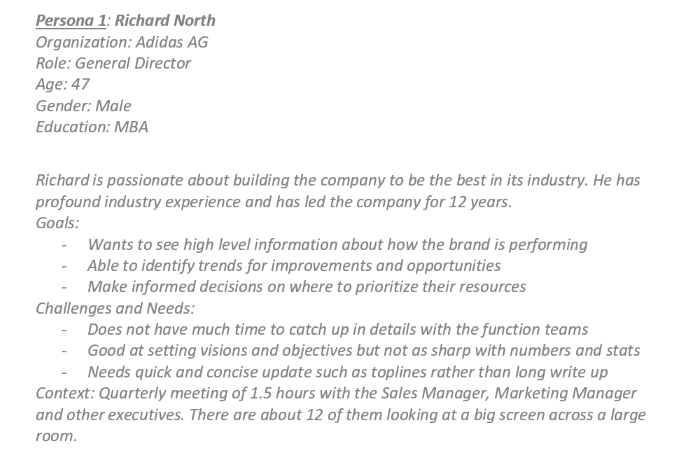 Persona 1: Richard North
Organization: Adidas AG
Role: General Director
Age: 47
Gender: Male
Education: MBA
Richard is passionate about building the company to be the best in its industry. He has
profound industry experience and has led the company for 12 years.
Goals:
- Wants to see high level information about how the brand is performing
- Able to identify trends for improvements and opportunities
- Make informed decisions on where to prioritize their resources
Challenges and Needs:
- Does not have much time to catch up in details with the function teams
- Good at setting visions and objectives but not as sharp with numbers and stats
- Needs quick and concise update such as toplines rather than long write up
Context: Quarterly meeting of 1.5 hours with the Sales Manager, Marketing Manager
and other executives. There are about 12 of them looking at a big screen across a large
room.